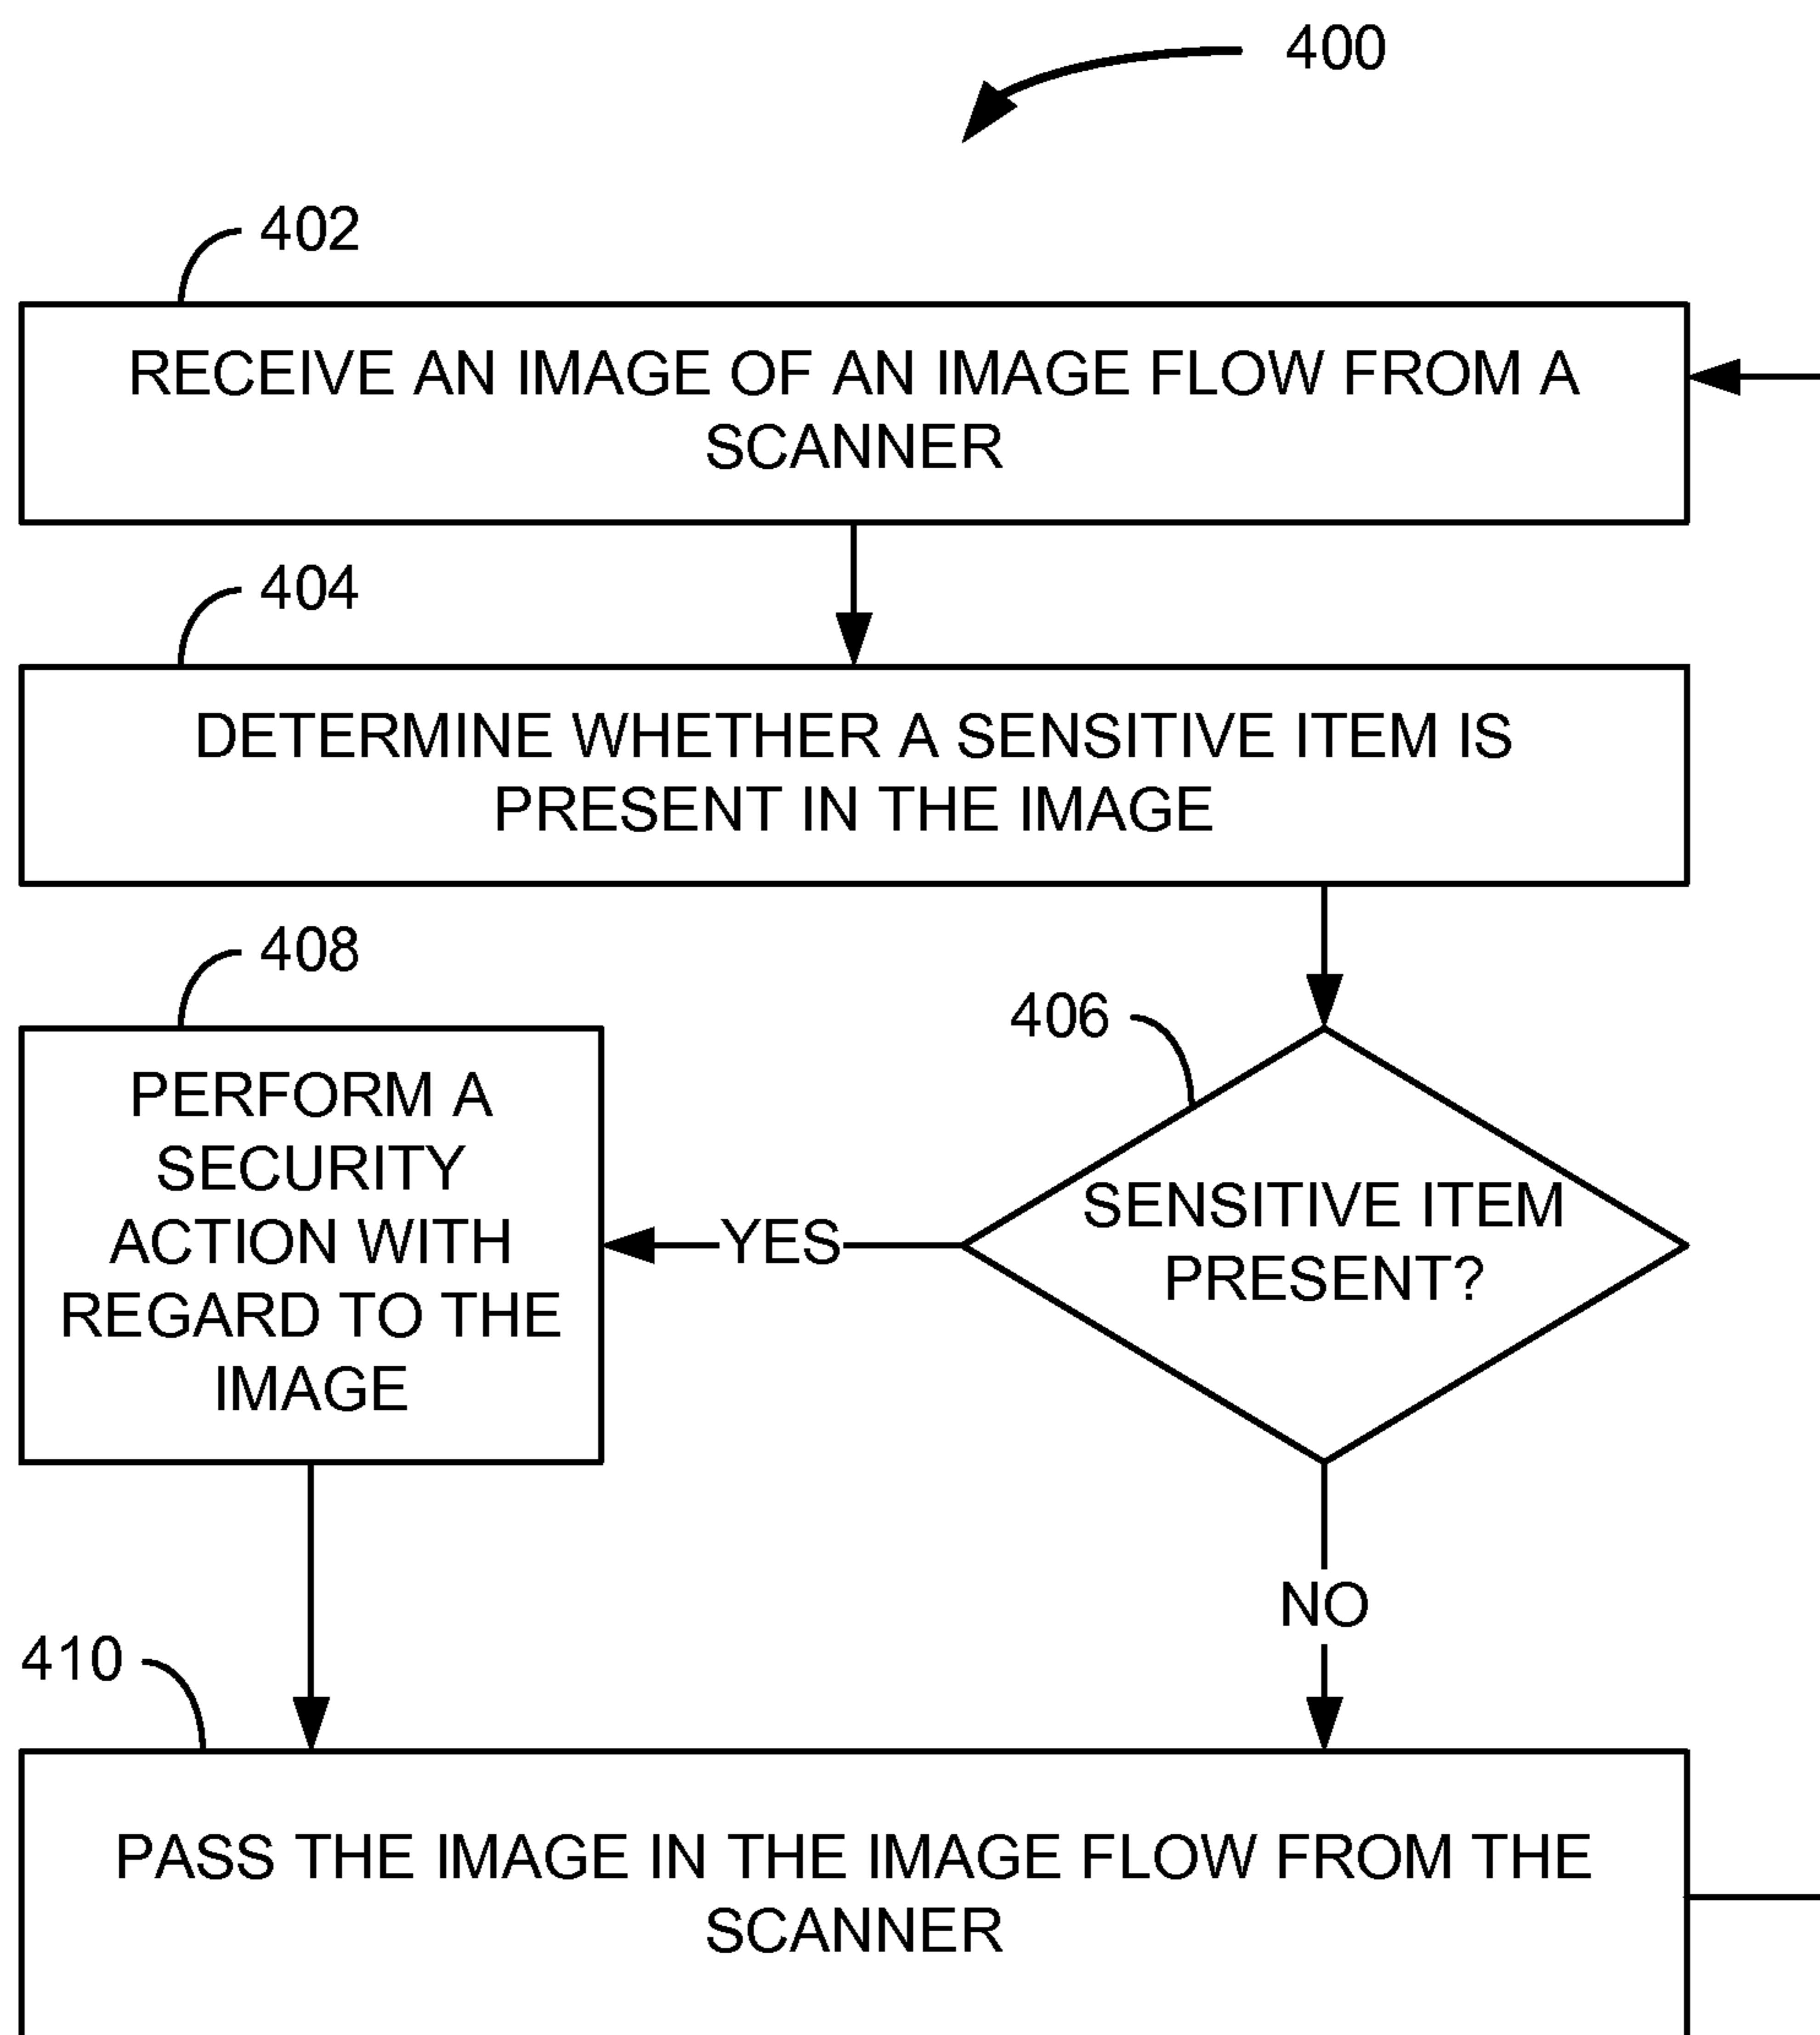 400
402
RECEIVE AN IMAGE OF AN IMAGE FLOW FROM A
SCANNER
404
DETERMINE WHETHER A SENSITIVE ITEM IS
PRESENT IN THE IMAGE
408
PERFORM A
SECURITY
ACTION WITH
REGARD TO THE
IMAGE
YES
406
SENSITIVE ITEM
PRESENT?
NO
410
PASS THE IMAGE IN THE IMAGE FLOW FROM THE
SCANNER